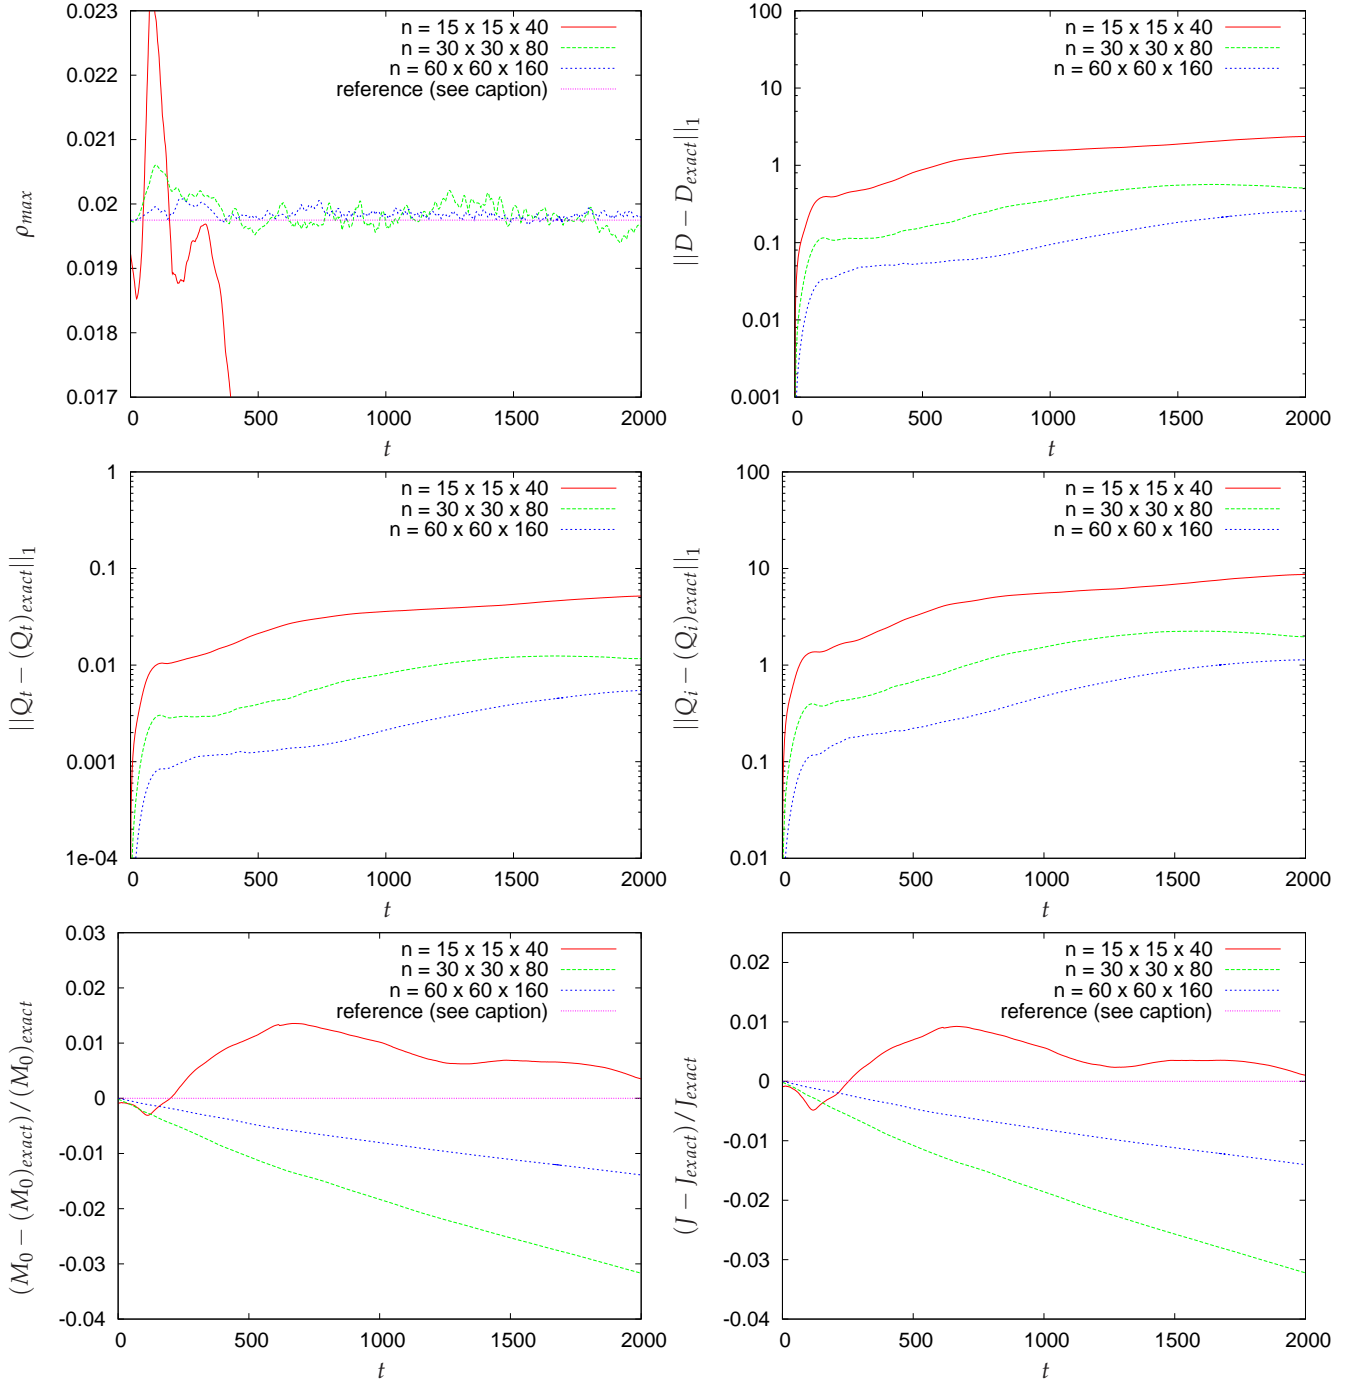 0.023
0.022
0.021
0.02
0.019
0.018
0.017
ρmax
n = 15 x 15 x 40
n = 30 x 30 x 80
n = 60 x 60 x 160
reference (see caption)
0 500 1000 1500 2000
t
100
10
1
0.1
0.01
0.001
||D − Dexact||1
n = 15 x 15 x 40
n = 30 x 30 x 80
n = 60 x 60 x 160
0 500 1000 1500 2000
t
1
0.1
0.01
0.001
1e-04
||Qt − (Qt)exact||1
n = 15 x 15 x 40
n = 30 x 30 x 80
n = 60 x 60 x 160
0 500 1000 1500 2000
t
100
10
1
0.1
0.01
||Qi − (Qi)exact||1
n = 15 x 15 x 40
n = 30 x 30 x 80
n = 60 x 60 x 160
0 500 1000 1500 2000
t
0.03
0.02
0.01
0
-0.01
-0.02
-0.03
-0.04
(M0 − (M0)exact)/(M0)exact
n = 15 x 15 x 40
n = 30 x 30 x 80
n = 60 x 60 x 160
reference (see caption)
0 500 1000 1500 2000
t
0.02
0.01
0
-0.01
-0.02
-0.03
-0.04
(J − Jexact)/Jexact
n = 15 x 15 x 40
n = 30 x 30 x 80
n = 60 x 60 x 160
reference (see caption)
0 500 1000 1500 2000
t